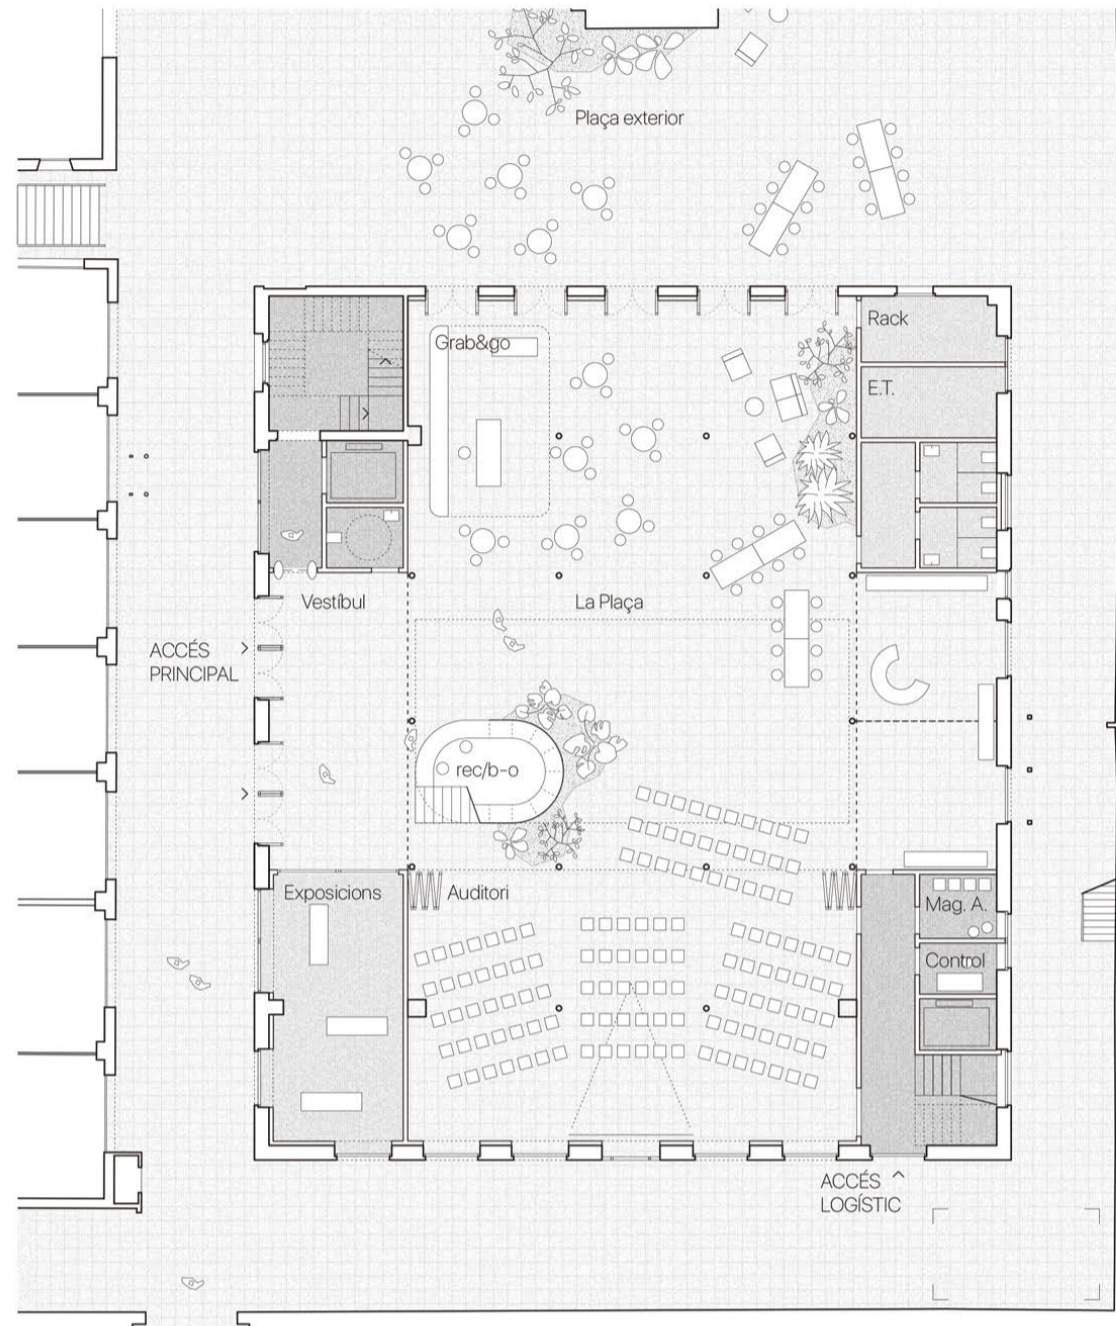 Plaça exterior
Rack
Grab&go
E.T.
Vestíbul
La Plaça
ACCÉS
PRINCIPAL
rec/b-o
Exposicions
Auditori
Mag. A.
Control
ACCÉS
LOGÍSTIC